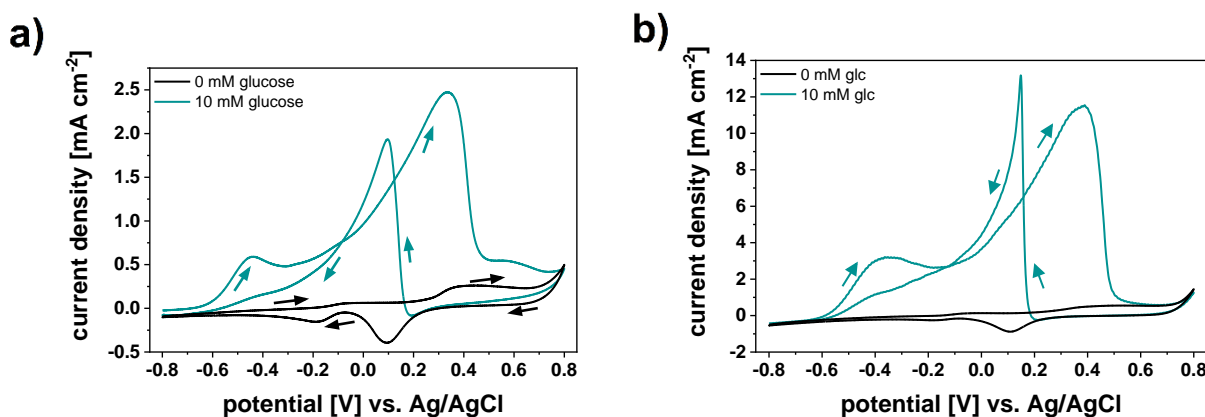 a)
0 mM glucose
10 mM glucose
2.5
2.0
1.5
1.0
0.5
0.0
-0.5
-0.8 -0.6 -0.4 -0.2 0.0 0.2 0.4 0.6 0.8
current density [mA cm-2]
potential [V] vs. Ag/AgCl
b)
0 mM glc
10 mM glc
14
12
10
8
6
4
2
0
-2
-0.8 -0.6 -0.4 -0.2 0.0 0.2 0.4 0.6 0.8
current density [mA cm-2]
potential [V] vs. Ag/AgCl